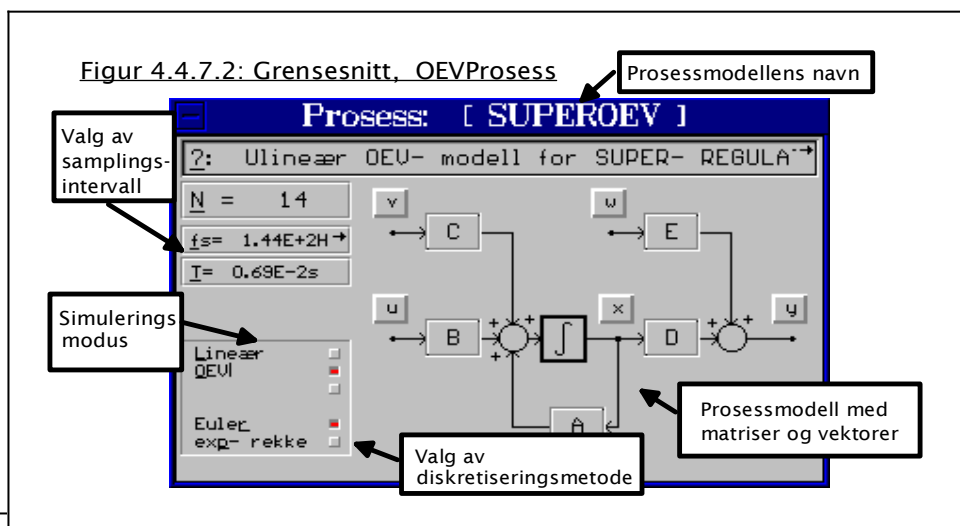 Figur 4.4.7.2: Grensesnitt, OEVProsess
Prosessmodellens navn
Valg av
samplings-
intervall
Prosess: [ SUPEROEV ]
?: Ulineær OEV- modell for SUPER- REGULA
N = 14
fs= 1.44E+2H
T= 0.69E-2s
v
C
w
E
Simulerings
modus
u
B
x
D
y
+
+
+
+
+
∫
A
Lineær
OEV
Euler
exp- rekke
Prosessmodell med
matriser og vektorer
Valg av
diskretiseringsmetode